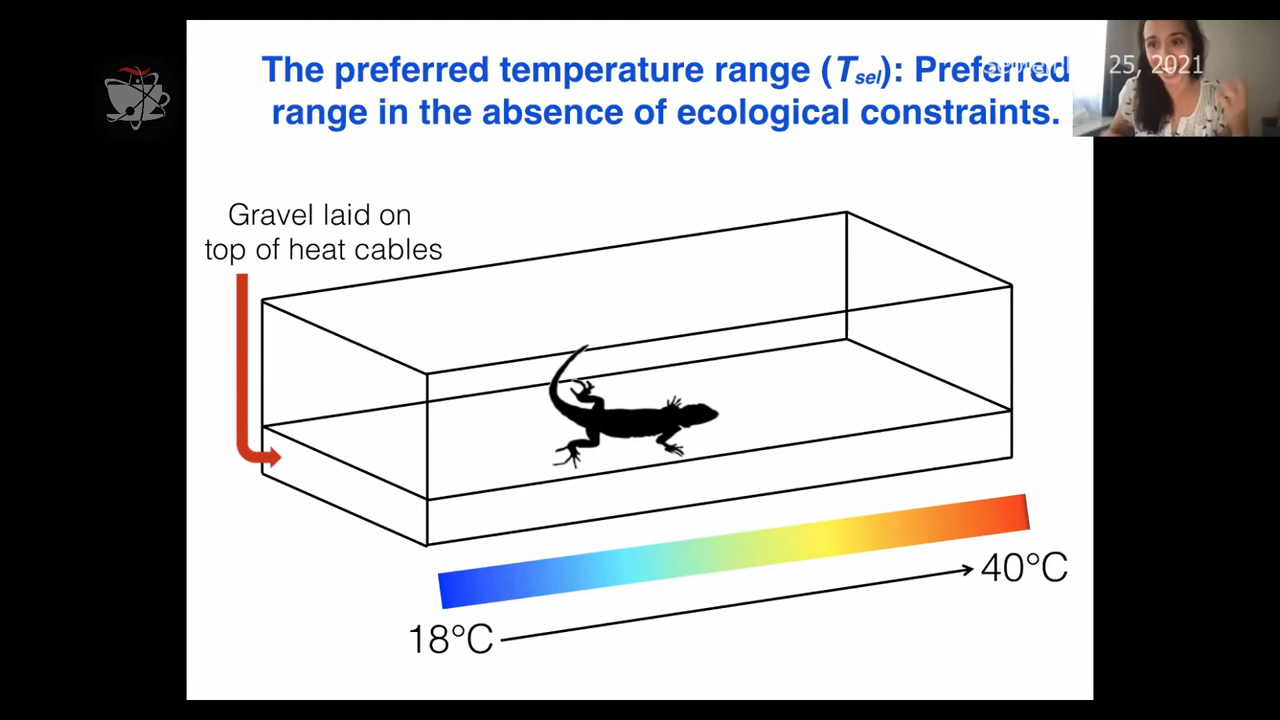 The preferred temperature range (Tsel): Preferred
range in the absence of ecological constraints.
25, 2021
Gravel laid on
top of heat cables
40°C
18°C